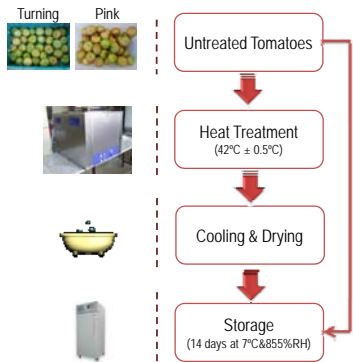 Turning Pink
Untreated Tomatoes
Heat Treatment
(42ºC ± 0.5ºC)
Cooling & Drying
Storage
(14 days at 7ºC&855%RH)